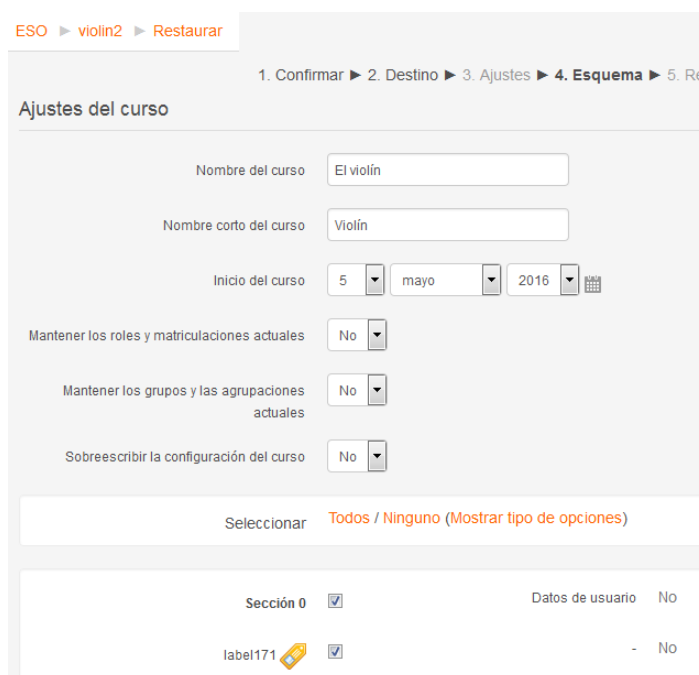 ESO ► violin2 ► Restaurar
1. Confirmar ► 2. Destino ► 3. Ajustes ► 4. Esquema ► 5. Re
Ajustes del curso
Nombre del curso El violín
Nombre corto del curso Violín
Inicio del curso 5 mayo 2016
Mantener los roles y matriculaciones actuales No
Mantener los grupos y las agrupaciones No
actuales
Sobreescribir la configuración del curso No
Seleccionar Todos / Ninguno (Mostrar tipo de opciones)
Sección 0 Datos de usuario No
label171 - No